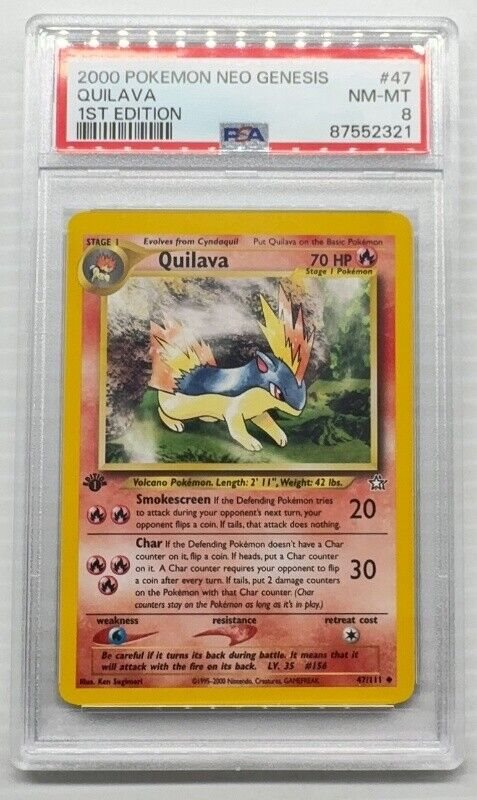 2000 POKEMON NEO GENESIS #47
QUILAVA NM-MT
1ST EDITION 8
PSA 87552321
STAGE 1 Evolves from Cyndaquil Put Quilava on the Basic Pokémon
Quilava 70 HP
Stage 1 Pokémon
EDITION
1
Volcano Pokémon. Length: 2' 11", Weight: 42 lbs.
Smokescreen If the Defending Pokémon tries
to attack during your opponent's next turn, your
opponent flips a coin. If tails, that attack does nothing.
20
Char If the Defending Pokémon doesn't have a Char
counter on it, flip a coin. If heads, put a Char counter
on it. A Char counter requires your opponent to flip
a coin after every turn. If tails, put 2 damage counters
on the Pokémon with that Char counter. (Char
counters stay on the Pokémon as long as it's in play.)
30
weakness resistance retreat cost
Be careful if it turns its back during battle. It means that it
will attack with the fire on its back. LV. 35 #156
Illus. Ken Sugimori ©1995-2000 Nintendo, Creatures, GAMEFREAK. 47/111